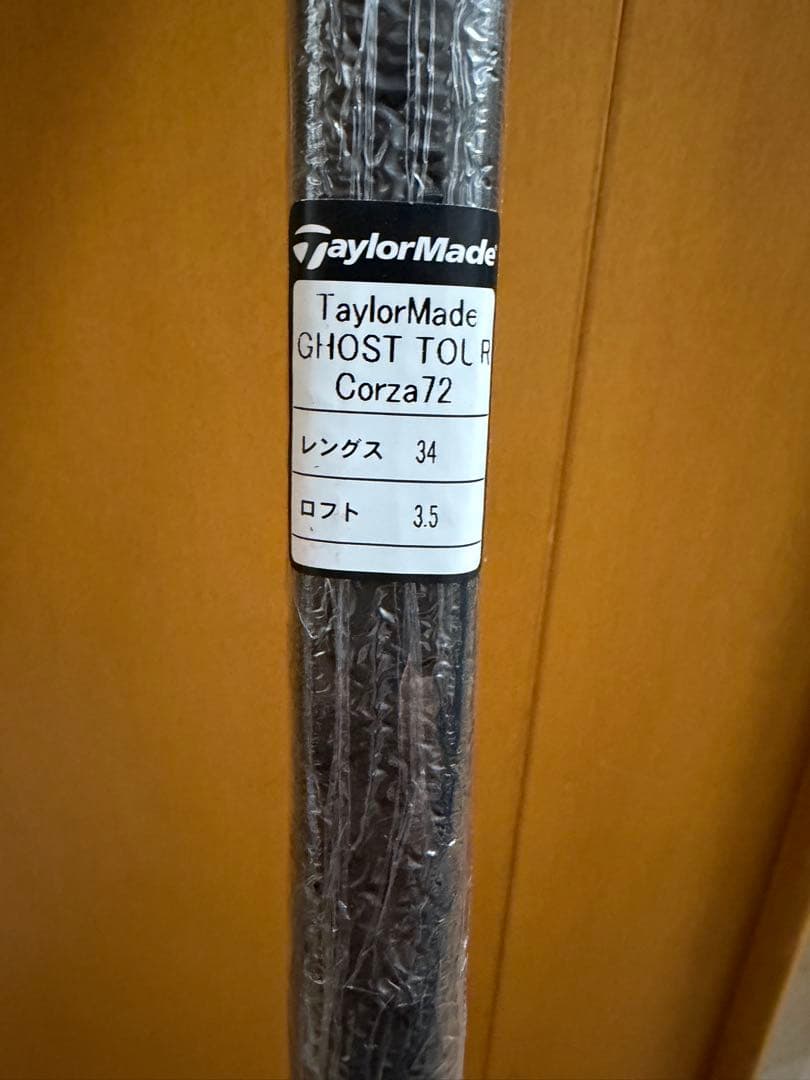 TaylorMade
TaylorMade
GHOST TOUR
Corza72
レングス 34
ロフト 3.5